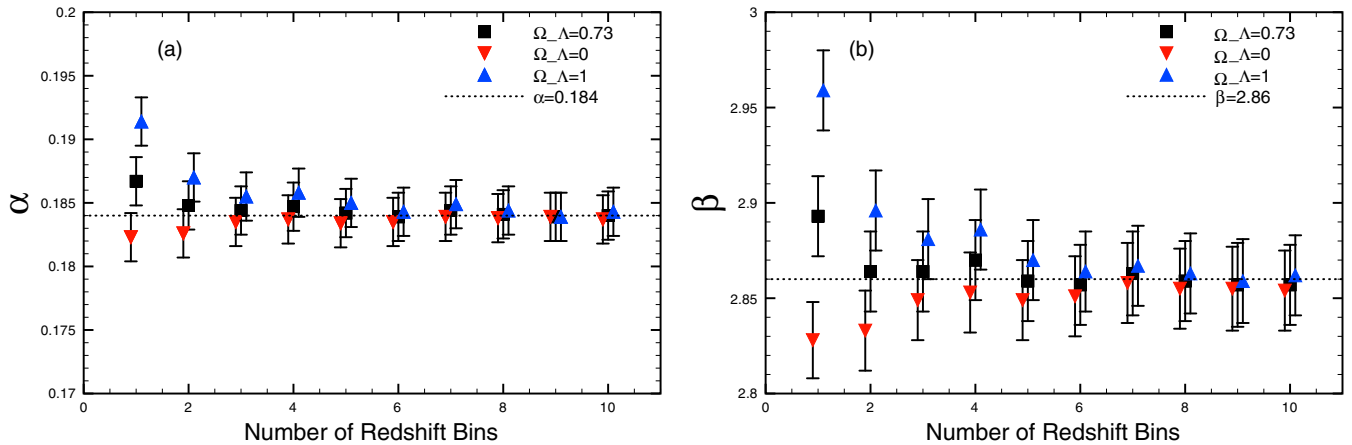 0.2
0.195
0.19
0.185
0.18
0.175
0.17
α
(a)
Ω_Λ=0.73
Ω_Λ=0
Ω_Λ=1
α=0.184
0 2 4 6 8 10
Number of Redshift Bins
3
2.95
2.9
2.85
2.8
β
(b)
Ω_Λ=0.73
Ω_Λ=0
Ω_Λ=1
β=2.86
0 2 4 6 8 10
Number of Redshift Bins